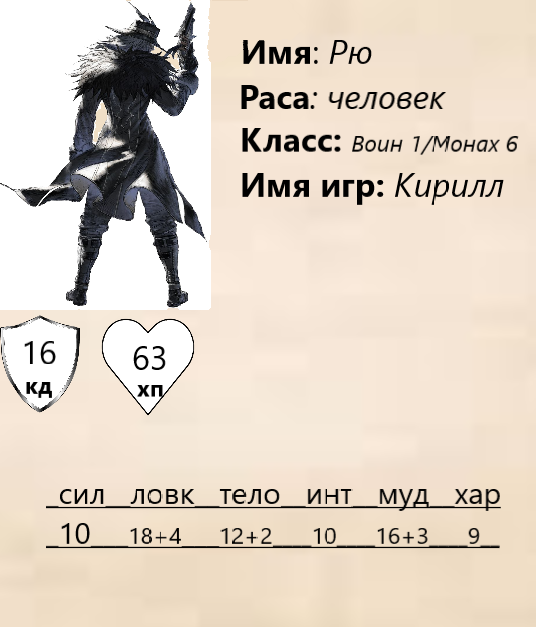 Имя: Рю
Раса: человек
Класс: Воин 1/Монах 6
Имя игр: Кирилл
16
кд
63
хп
_сил__ловк__тело__инт__муд__хар
_10___18+4___12+2___10___16+3___9_